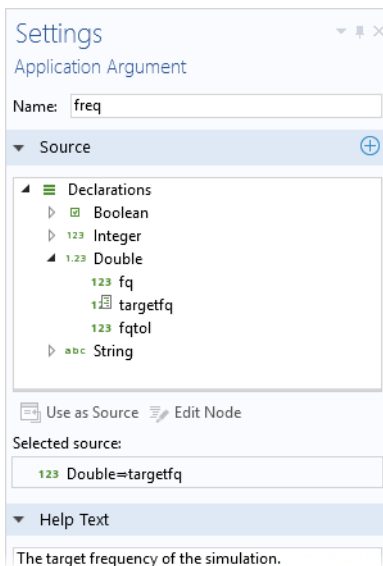 Settings
Application Argument
Name: freq
Source
Declarations
Boolean
123 Integer
1.23 Double
123 fq
targetfq
123 fqtol
abc String
Use as Source Edit Node
Selected source:
123 Double=targetfq
Help Text
The target frequency of the simulation.